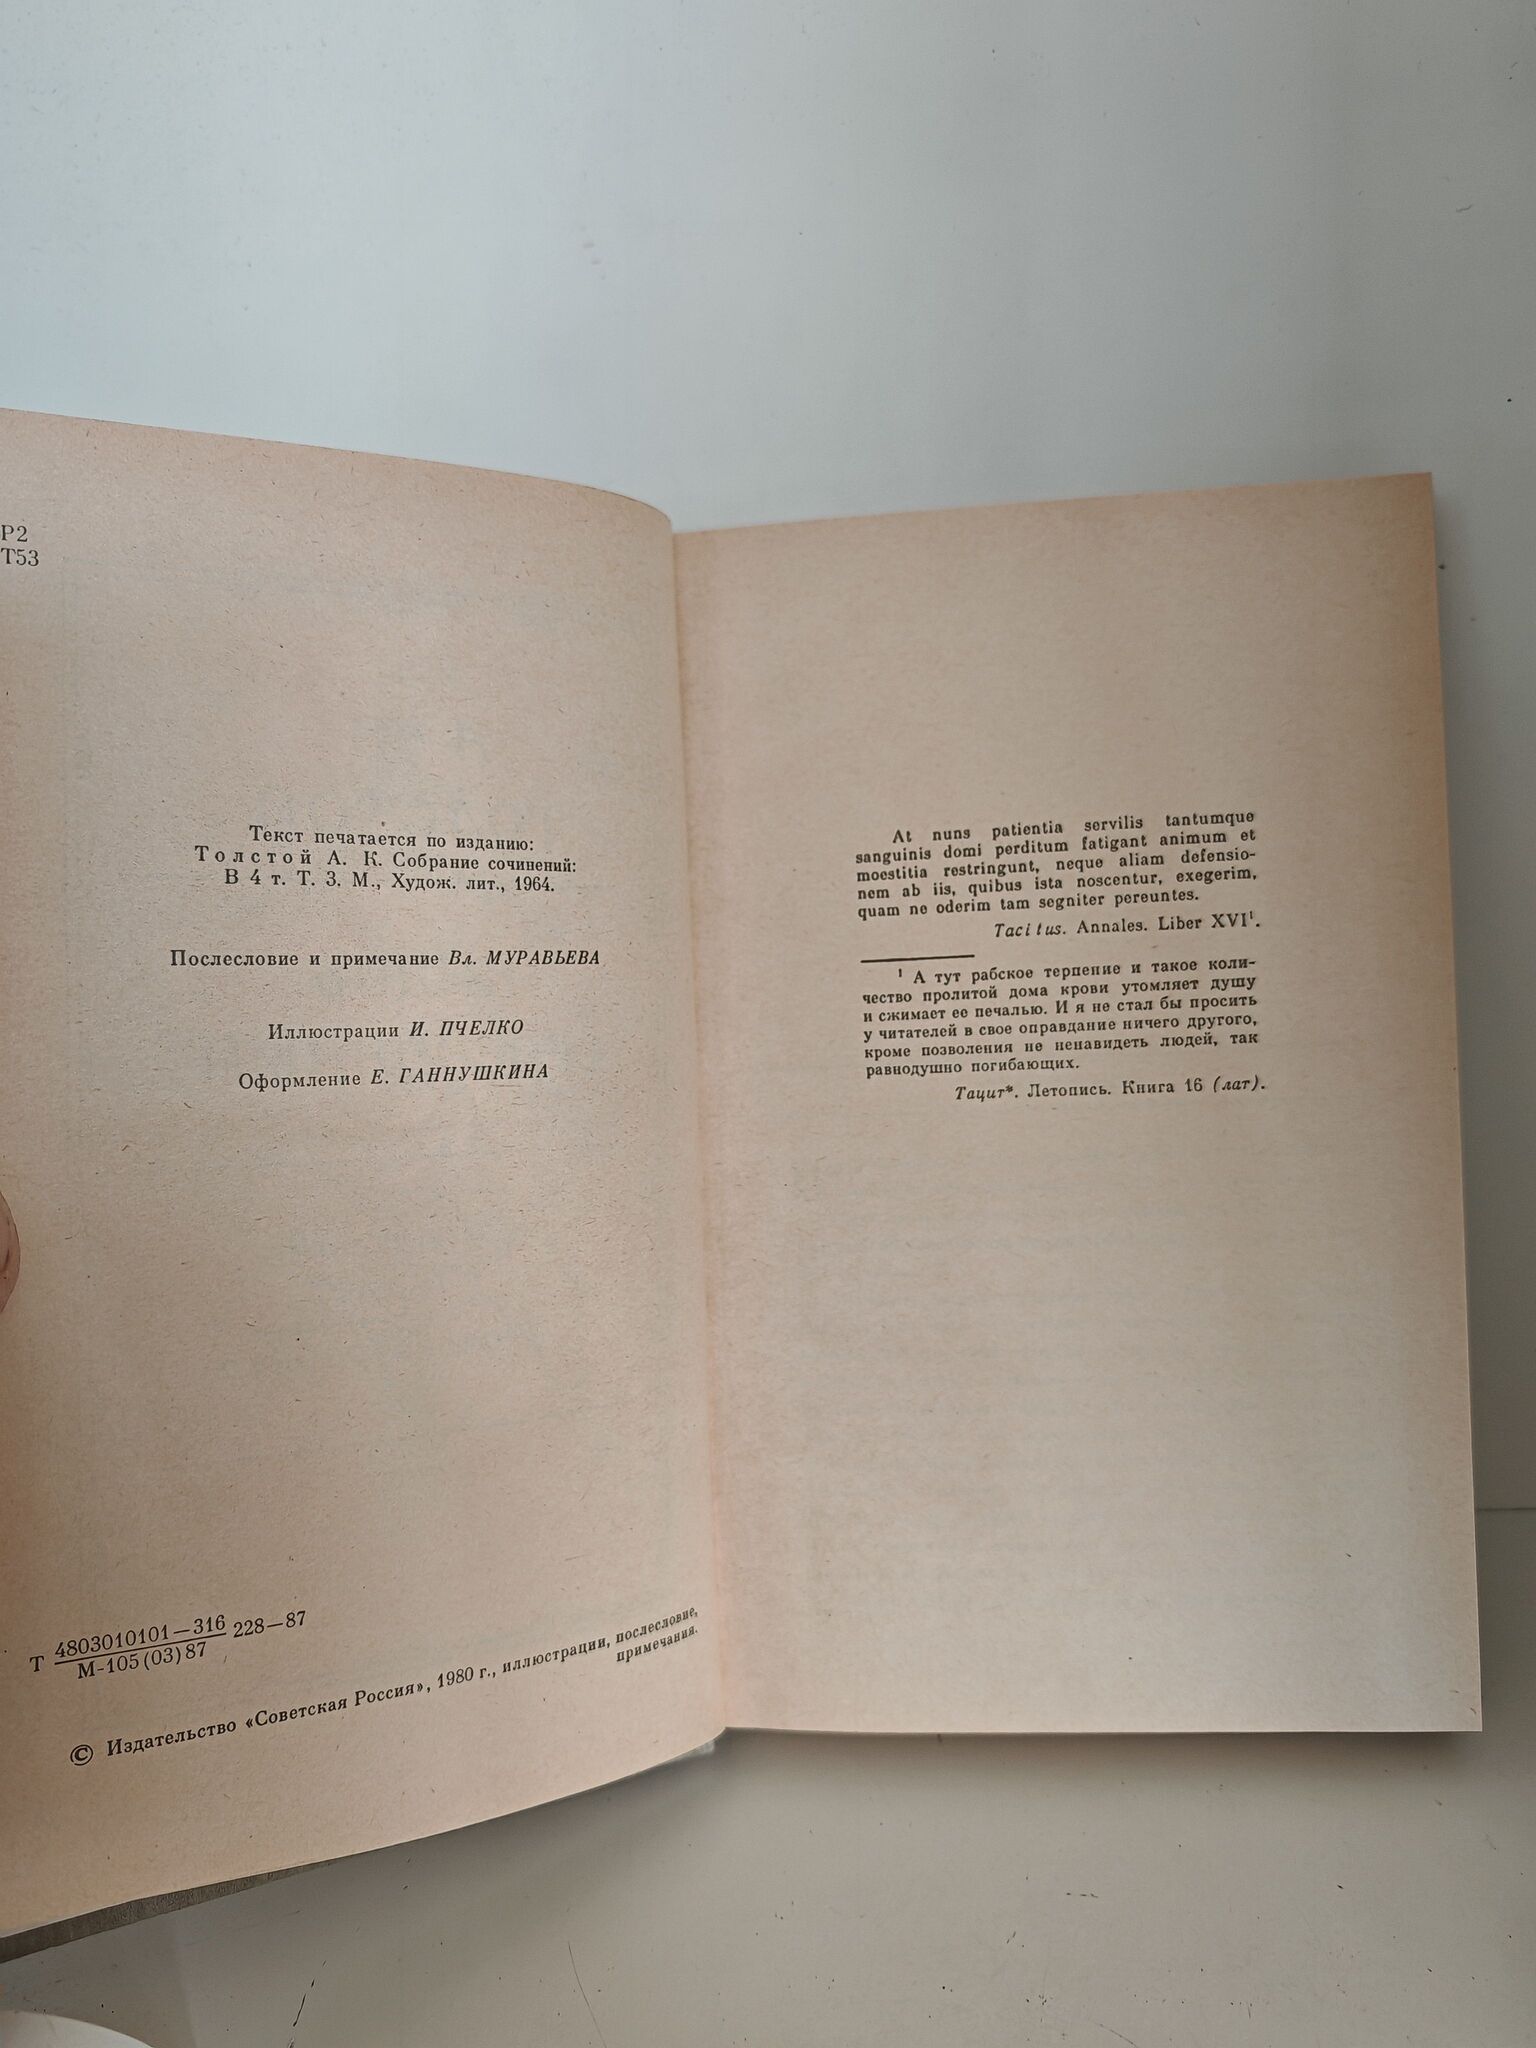 Р2
Т53
Текст печатается по изданию:
Толстой А. К. Собрание сочинений:
В 4 т. Т. 3. М., Худож. лит., 1964.
Послесловие и примечание Вл. МУРАВЬЕВА
Иллюстрации И. ПЧЕЛКО
Оформление Е. ГАННУШКИНА
Т 4803010101—316 228—87
М-105(03)87
© Издательство «Советская Россия», 1980 г., иллюстрации, послесловие,
примечания.
At nuns patientia servilis tantumque
sanguinis domi perditum fatigant animum et
moestitia restringunt, neque aliam defensio-
nem ab iis, quibus ista noscentur, exegerim,
quam ne oderim tam segniter pereuntes.
Tacitus. Annales. Liber XVI¹.
¹ А тут рабское терпение и такое коли-
чество пролитой дома крови утомляет душу
и сжимает ее печалью. И я не стал бы просить
у читателей в свое оправдание ничего другого,
кроме позволения не ненавидеть людей, так
равнодушно погибающих.
Тацит*. Летопись. Книга 16 (лат).